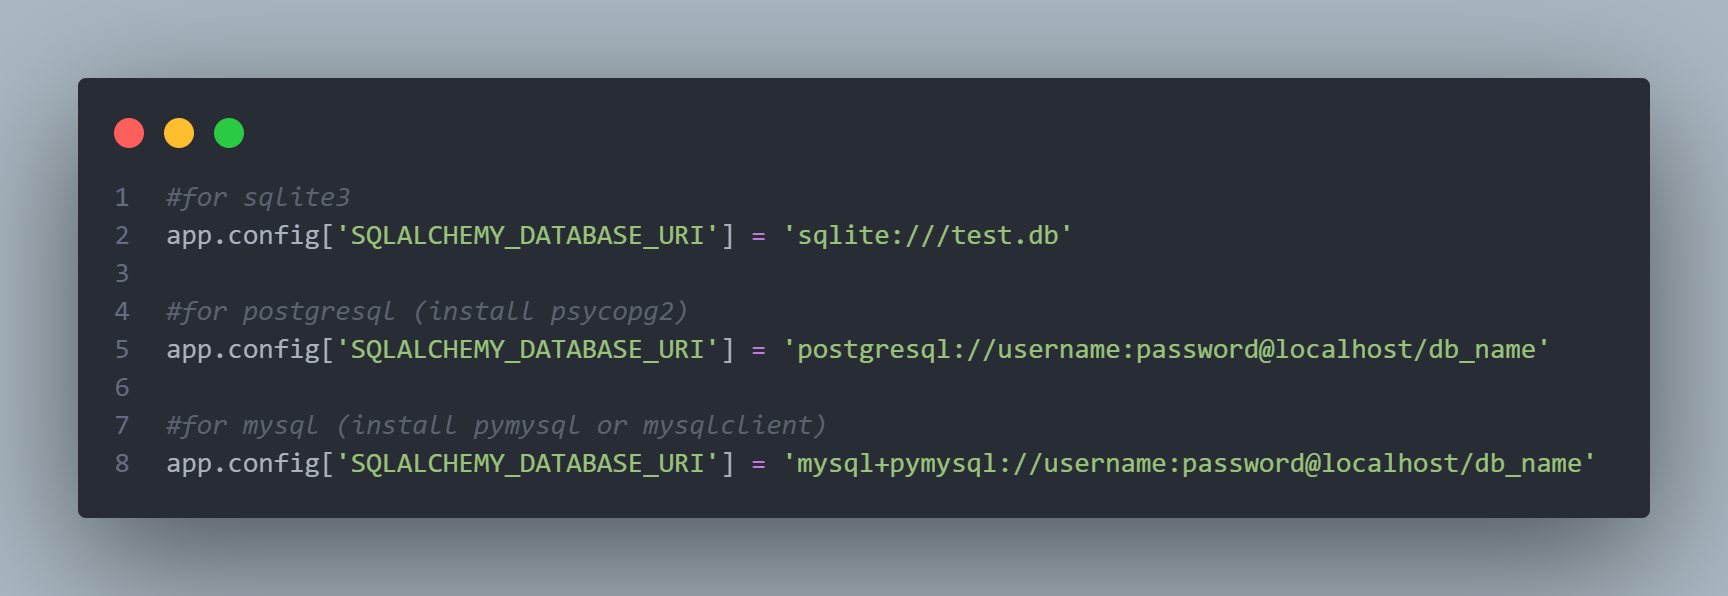 1 #for sqlite3
2 app.config['SQLALCHEMY_DATABASE_URI'] = 'sqlite:///test.db'
3
4 #for postgresql (install psycopg2)
5 app.config['SQLALCHEMY_DATABASE_URI'] = 'postgresql://username:password@localhost/db_name'
6
7 #for mysql (install pymysql or mysqlclient)
8 app.config['SQLALCHEMY_DATABASE_URI'] = 'mysql+pymysql://username:password@localhost/db_name'